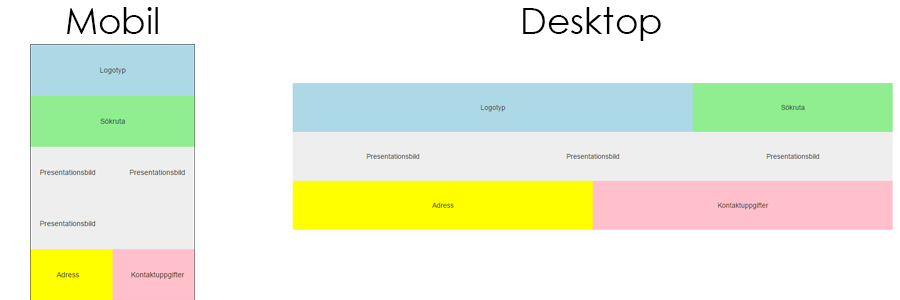 Mobil
Logotyp
Sökruta
Presentationsbild Presentationsbild
Presentationsbild
Adress Kontaktuppgifter
Desktop
Logotyp Sökruta
Presentationsbild Presentationsbild Presentationsbild
Adress Kontaktuppgifter